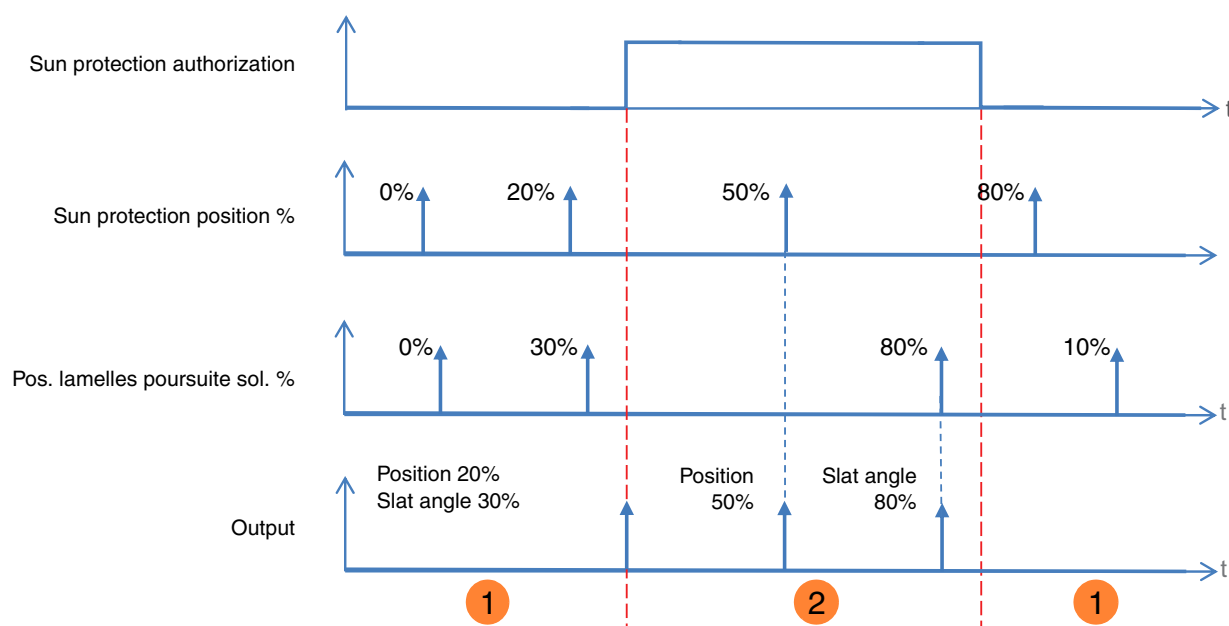 Sun protection authorization
t
Sun protection position %
0%
20%
50%
80%
Pos. lamelles poursuite sol. %
0%
30%
80%
10%
t
Output
Position 20%
Slat angle 30%
Position
50%
Slat angle
80%
t
1
2
1